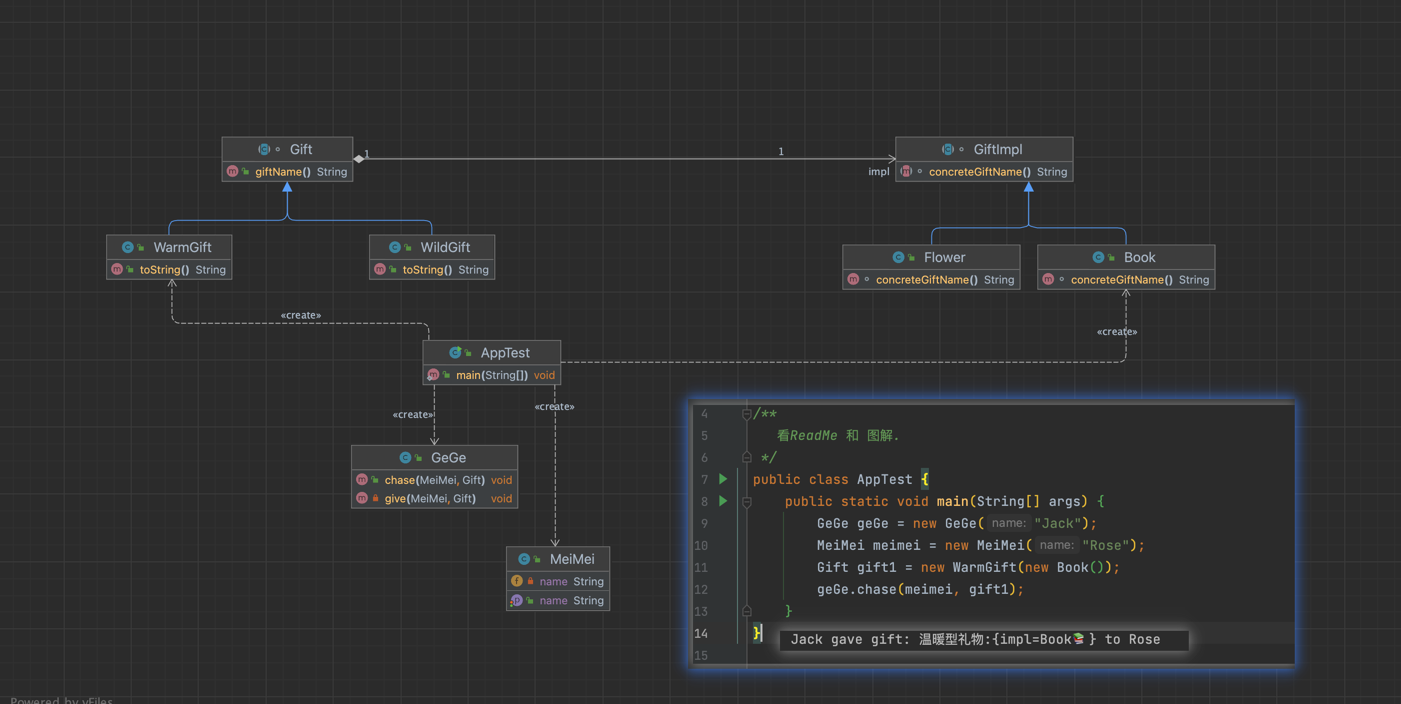 Gift
giftName() String
1
1
impl
GiftImpl
concreteGiftName() String
WarmGift
toString() String
WildGift
toString() String
Flower
concreteGiftName() String
Book
concreteGiftName() String
«create»
«create»
AppTest
main(String[]) void
«create»
«create»
GeGe
chase(MeiMei, Gift) void
give(MeiMei, Gift) void
MeiMei
name String
name String
4 /**
5 看ReadMe 和 图解.
6 */
7 public class AppTest {
8 public static void main(String[] args) {
9 GeGe geGe = new GeGe( name: "Jack");
10 MeiMei meimei = new MeiMei( name: "Rose");
11 Gift gift1 = new WarmGift(new Book());
12 geGe.chase(meimei, gift1);
13 }
14 }
Jack gave gift: 温暖型礼物:{impl=Book📚} to Rose
15
Powered by yFiles